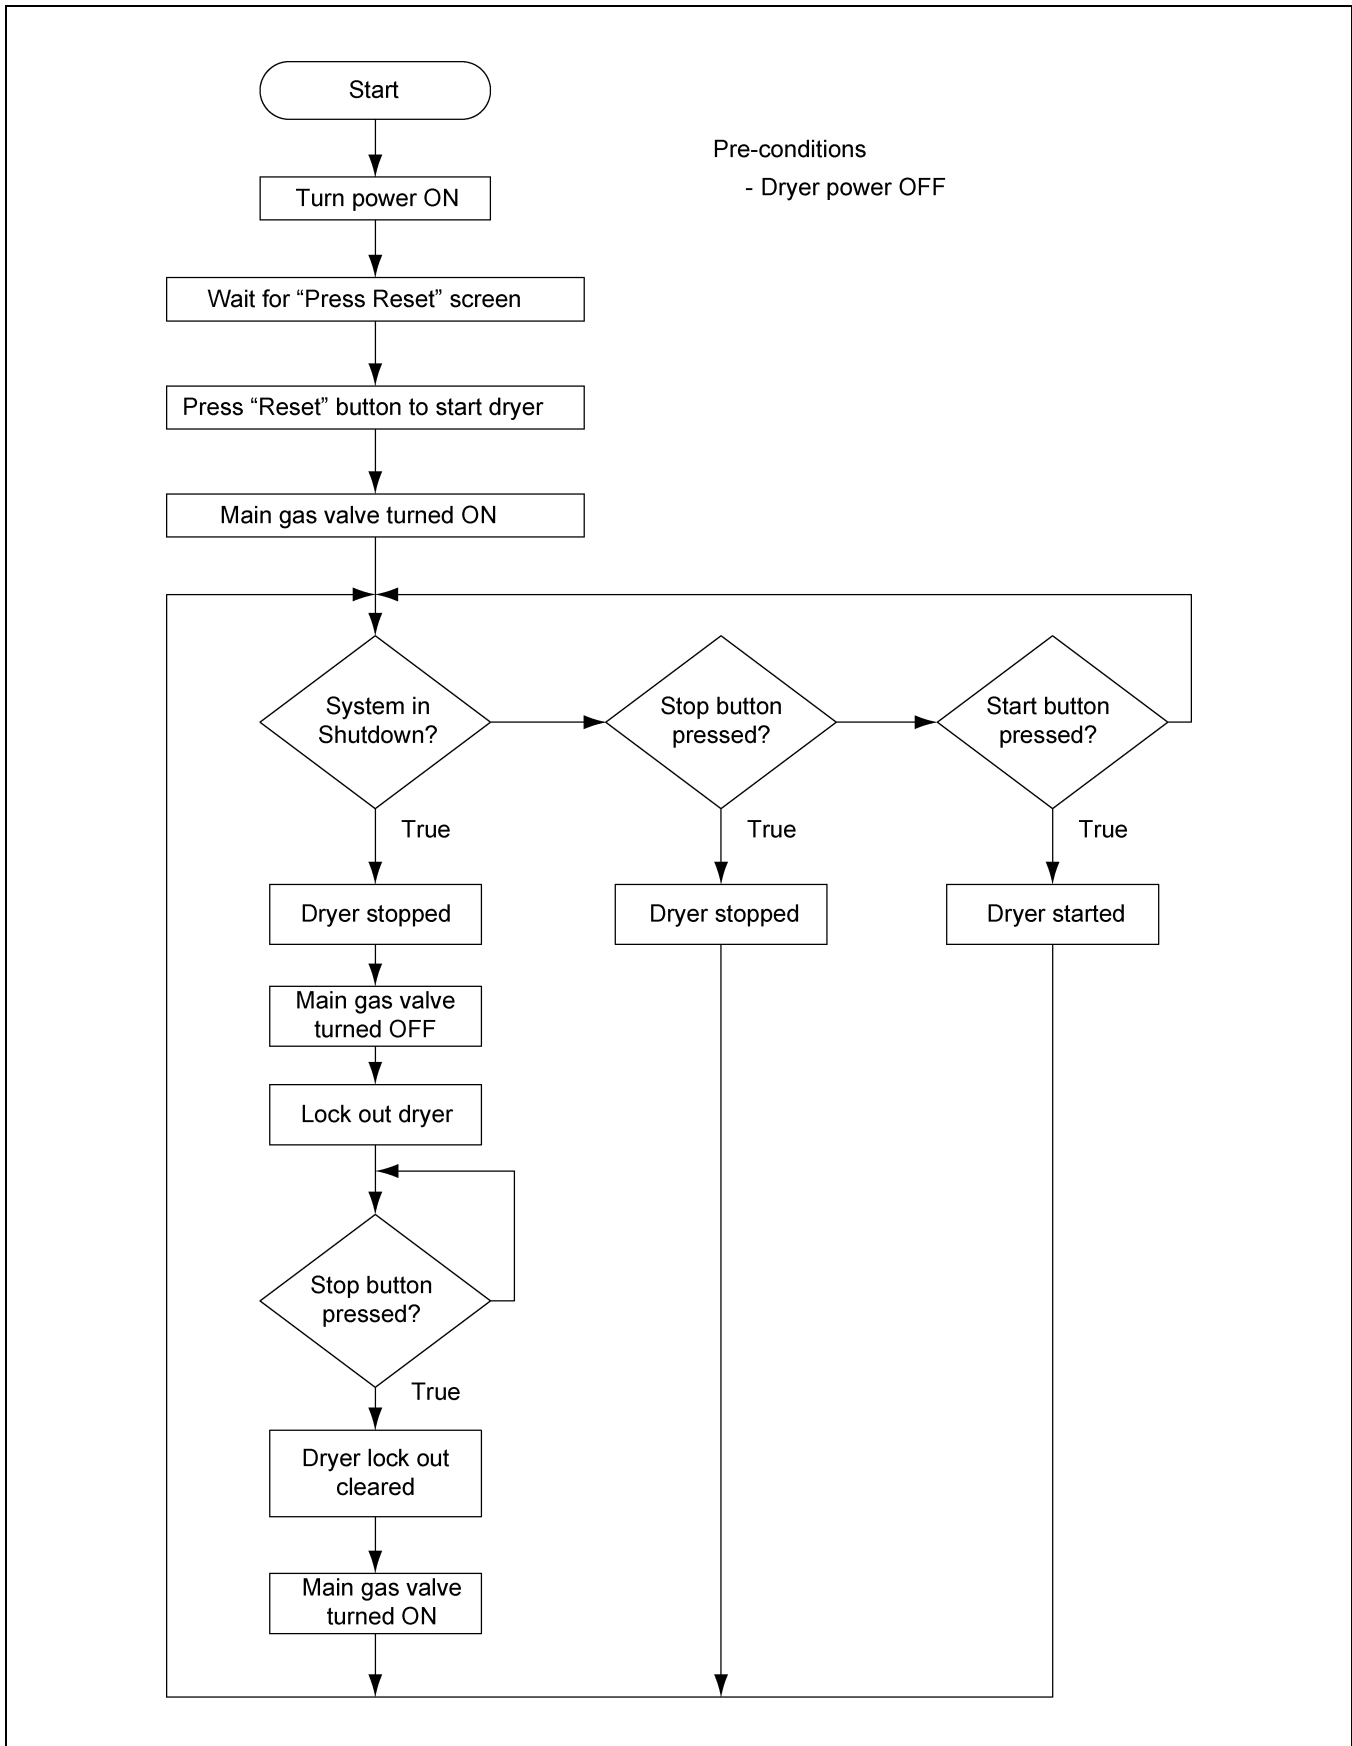 Start
Pre-conditions
- Dryer power OFF
Turn power ON
Wait for “Press Reset” screen
Press “Reset” button to start dryer
Main gas valve turned ON
System in
Shutdown?
Stop button
pressed?
Start button
pressed?
True
True
True
Dryer stopped
Dryer stopped
Dryer started
Main gas valve
turned OFF
Lock out dryer
Stop button
pressed?
True
Dryer lock out
cleared
Main gas valve
turned ON